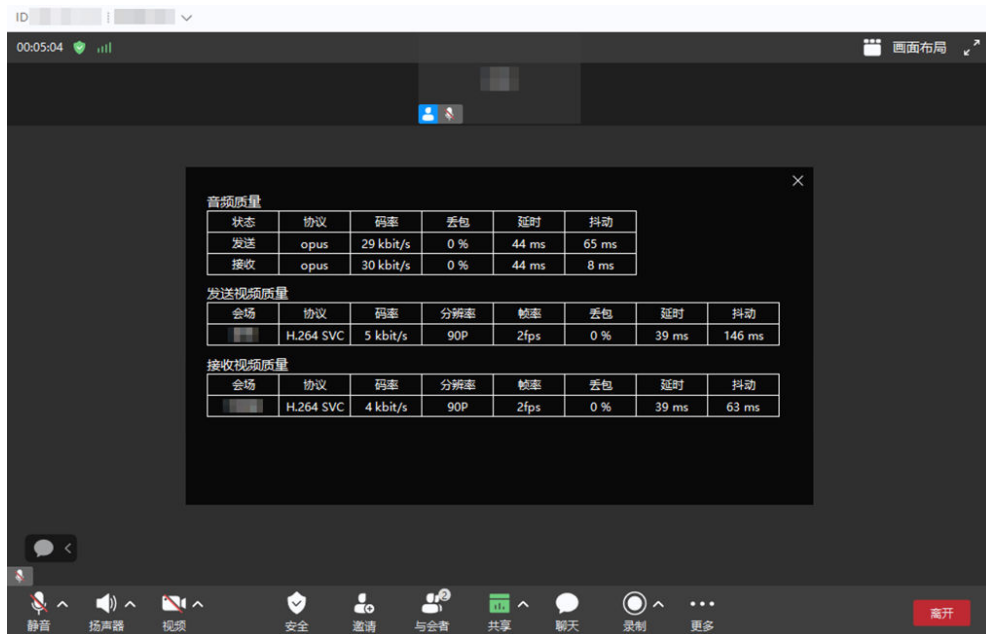 ID
00:05:04 画面布局
音频质量
状态 协议 码率 丢包 延时 抖动
发送 opus 29 kbit/s 0 % 44 ms 65 ms
接收 opus 30 kbit/s 0 % 44 ms 8 ms
发送视频质量
会场 协议 码率 分辨率 帧率 丢包 延时 抖动
H.264 SVC 5 kbit/s 90P 2fps 0 % 39 ms 146 ms
接收视频质量
会场 协议 码率 分辨率 帧率 丢包 延时 抖动
H.264 SVC 4 kbit/s 90P 2fps 0 % 39 ms 63 ms
2
静音 扬声器 视频 安全 邀请 与会者 共享 聊天 录制 更多 离开